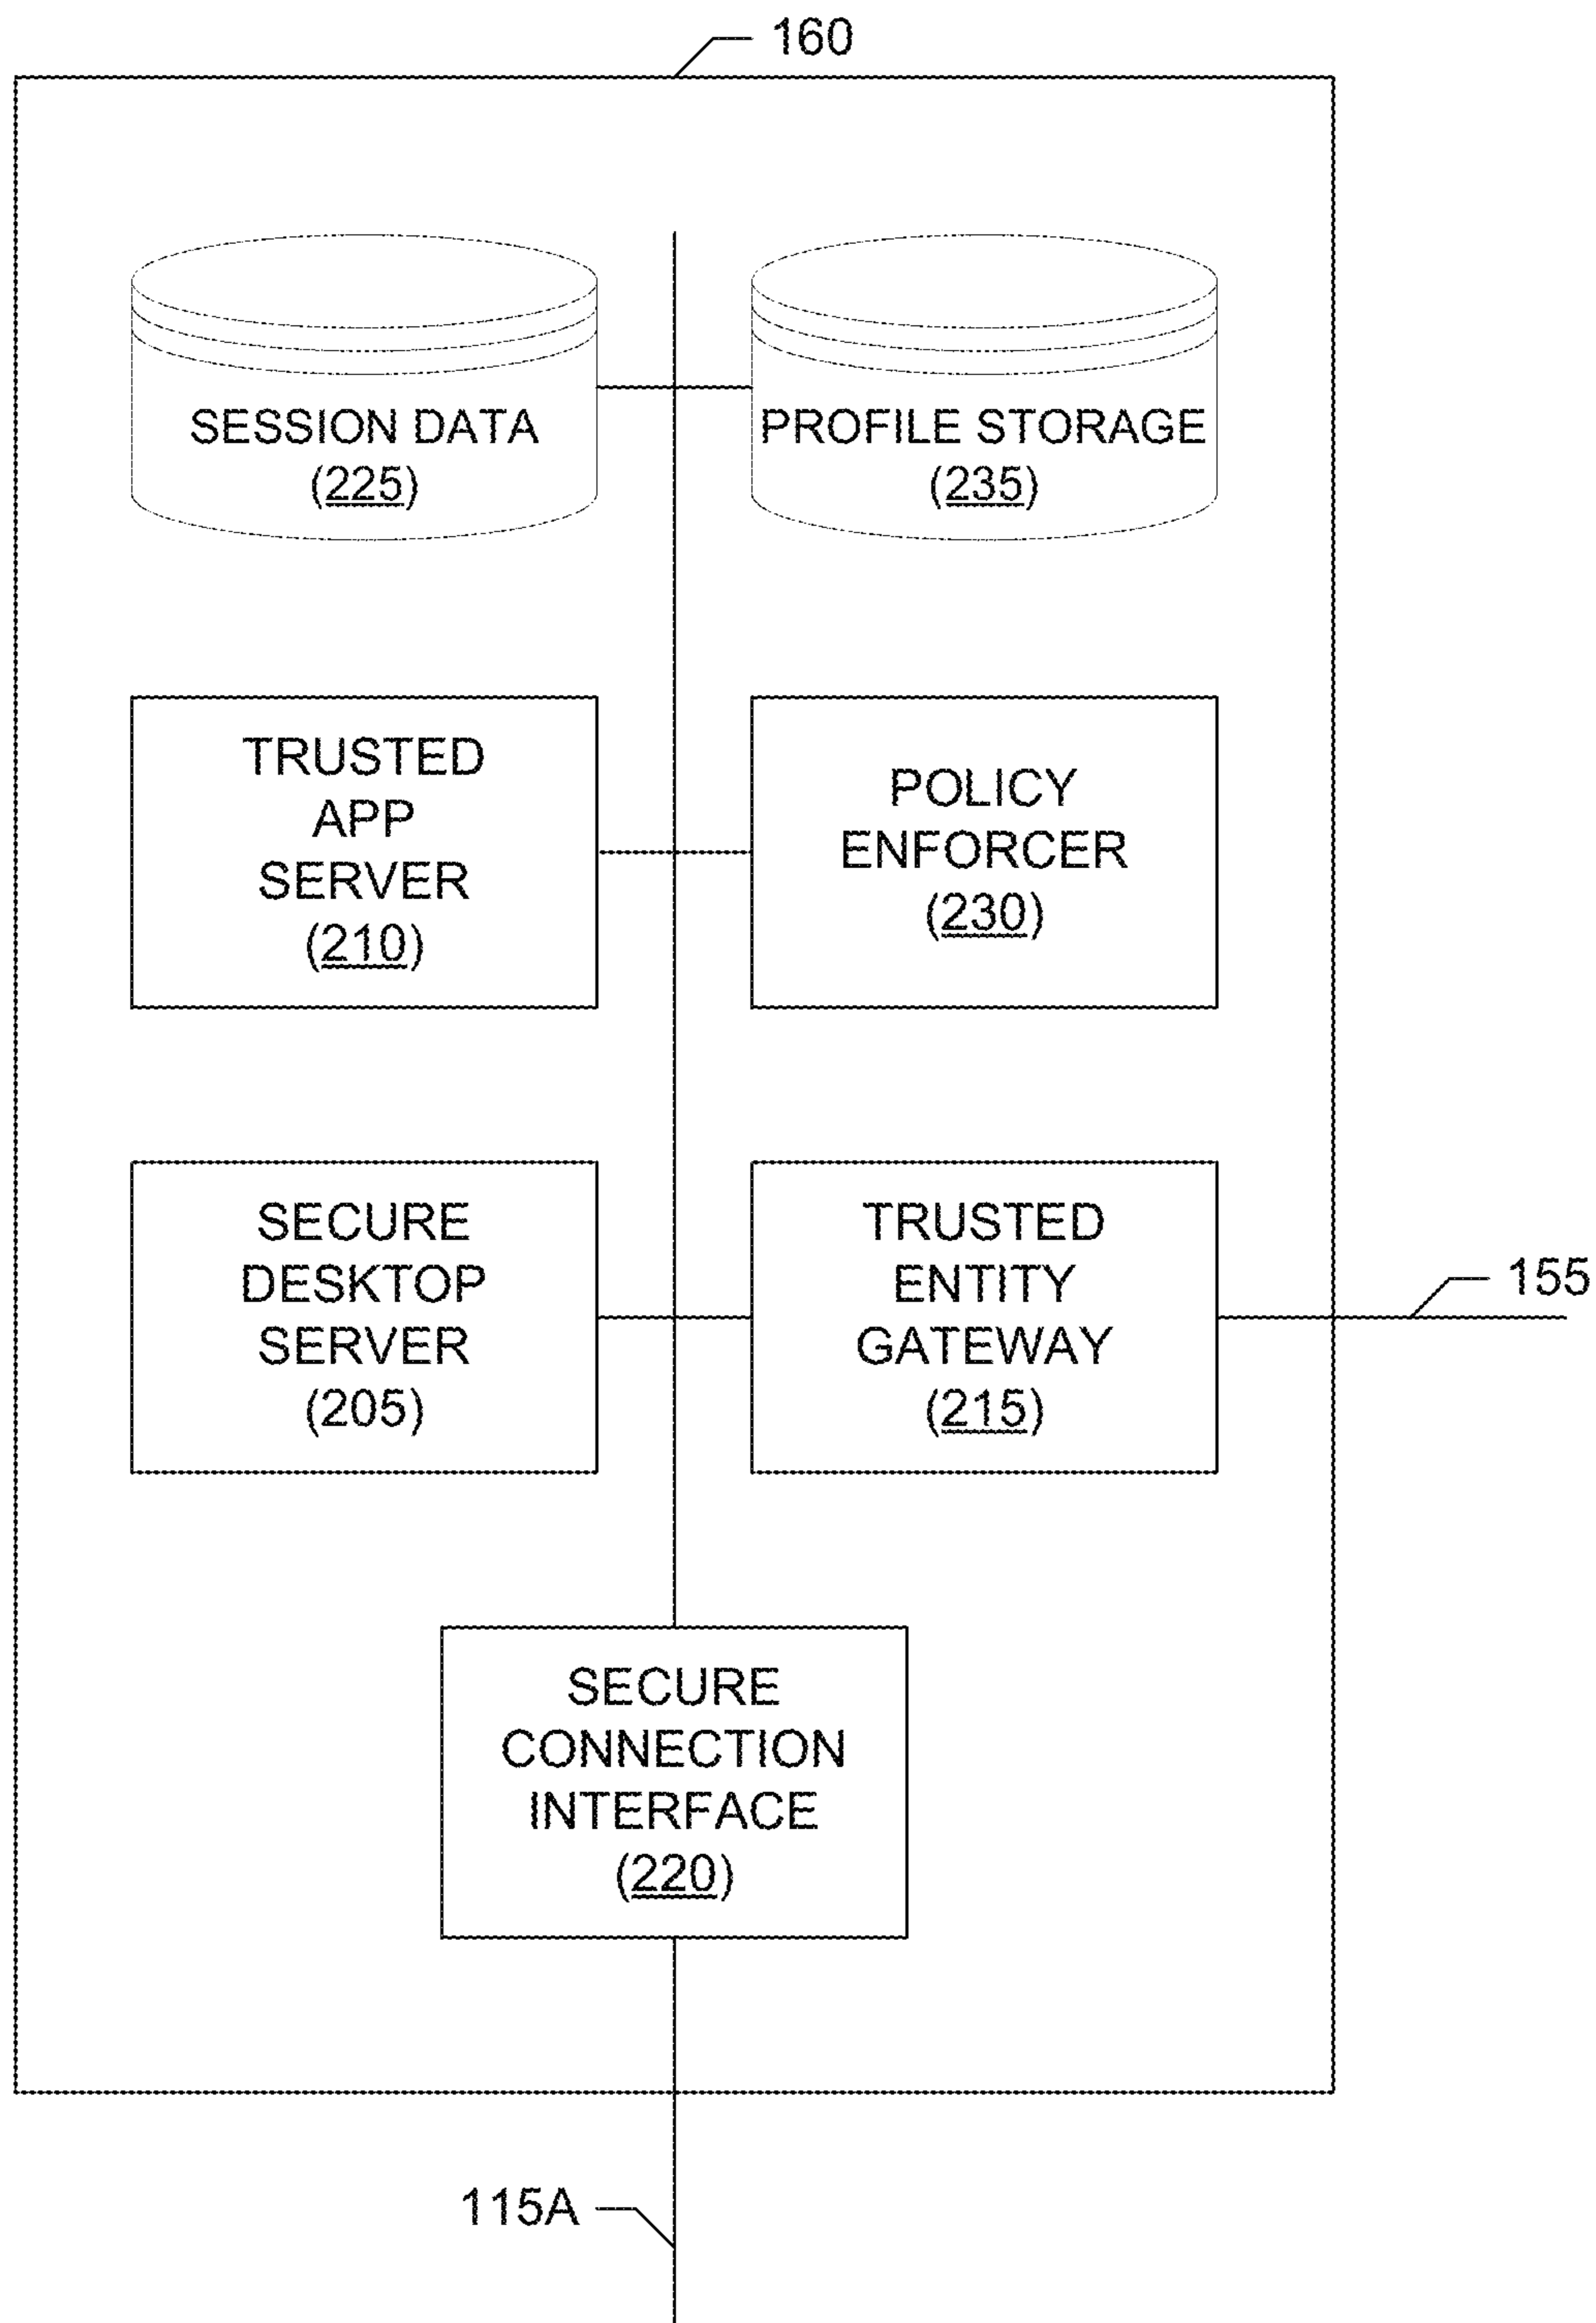 160
SESSION DATA
(225)
PROFILE STORAGE
(235)
TRUSTED
APP
SERVER
(210)
POLICY
ENFORCER
(230)
SECURE
DESKTOP
SERVER
(205)
TRUSTED
ENTITY
GATEWAY
(215)
155
SECURE
CONNECTION
INTERFACE
(220)
115A